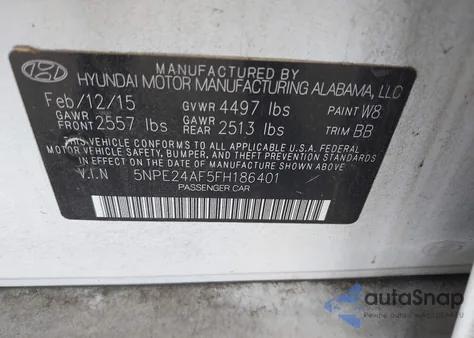 MANUFACTURED BY
HYUNDAI MOTOR MANUFACTURING ALABAMA, LLC
Feb/12/15 GVWR 4497 lbs PAINT W8
GAWR FRONT 2557 lbs GAWR REAR 2513 lbs TRIM BB
THIS VEHICLE CONFORMS TO ALL APPLICABLE U.S.A. FEDERAL
MOTOR VEHICLE SAFETY, BUMPER, AND THEFT PREVENTION
STANDARDS IN EFFECT ON THE DATE OF MANUFACTURE SHOWN ABOVE.
V.I.N 5NPE24AF5FH186401
PASSENGER CAR
autoSnap